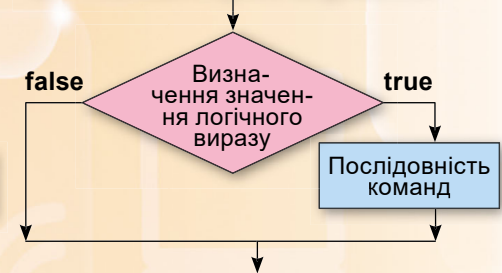 false
true
Визна-
чення значен-
ня логічного
виразу
Послідовність
команд